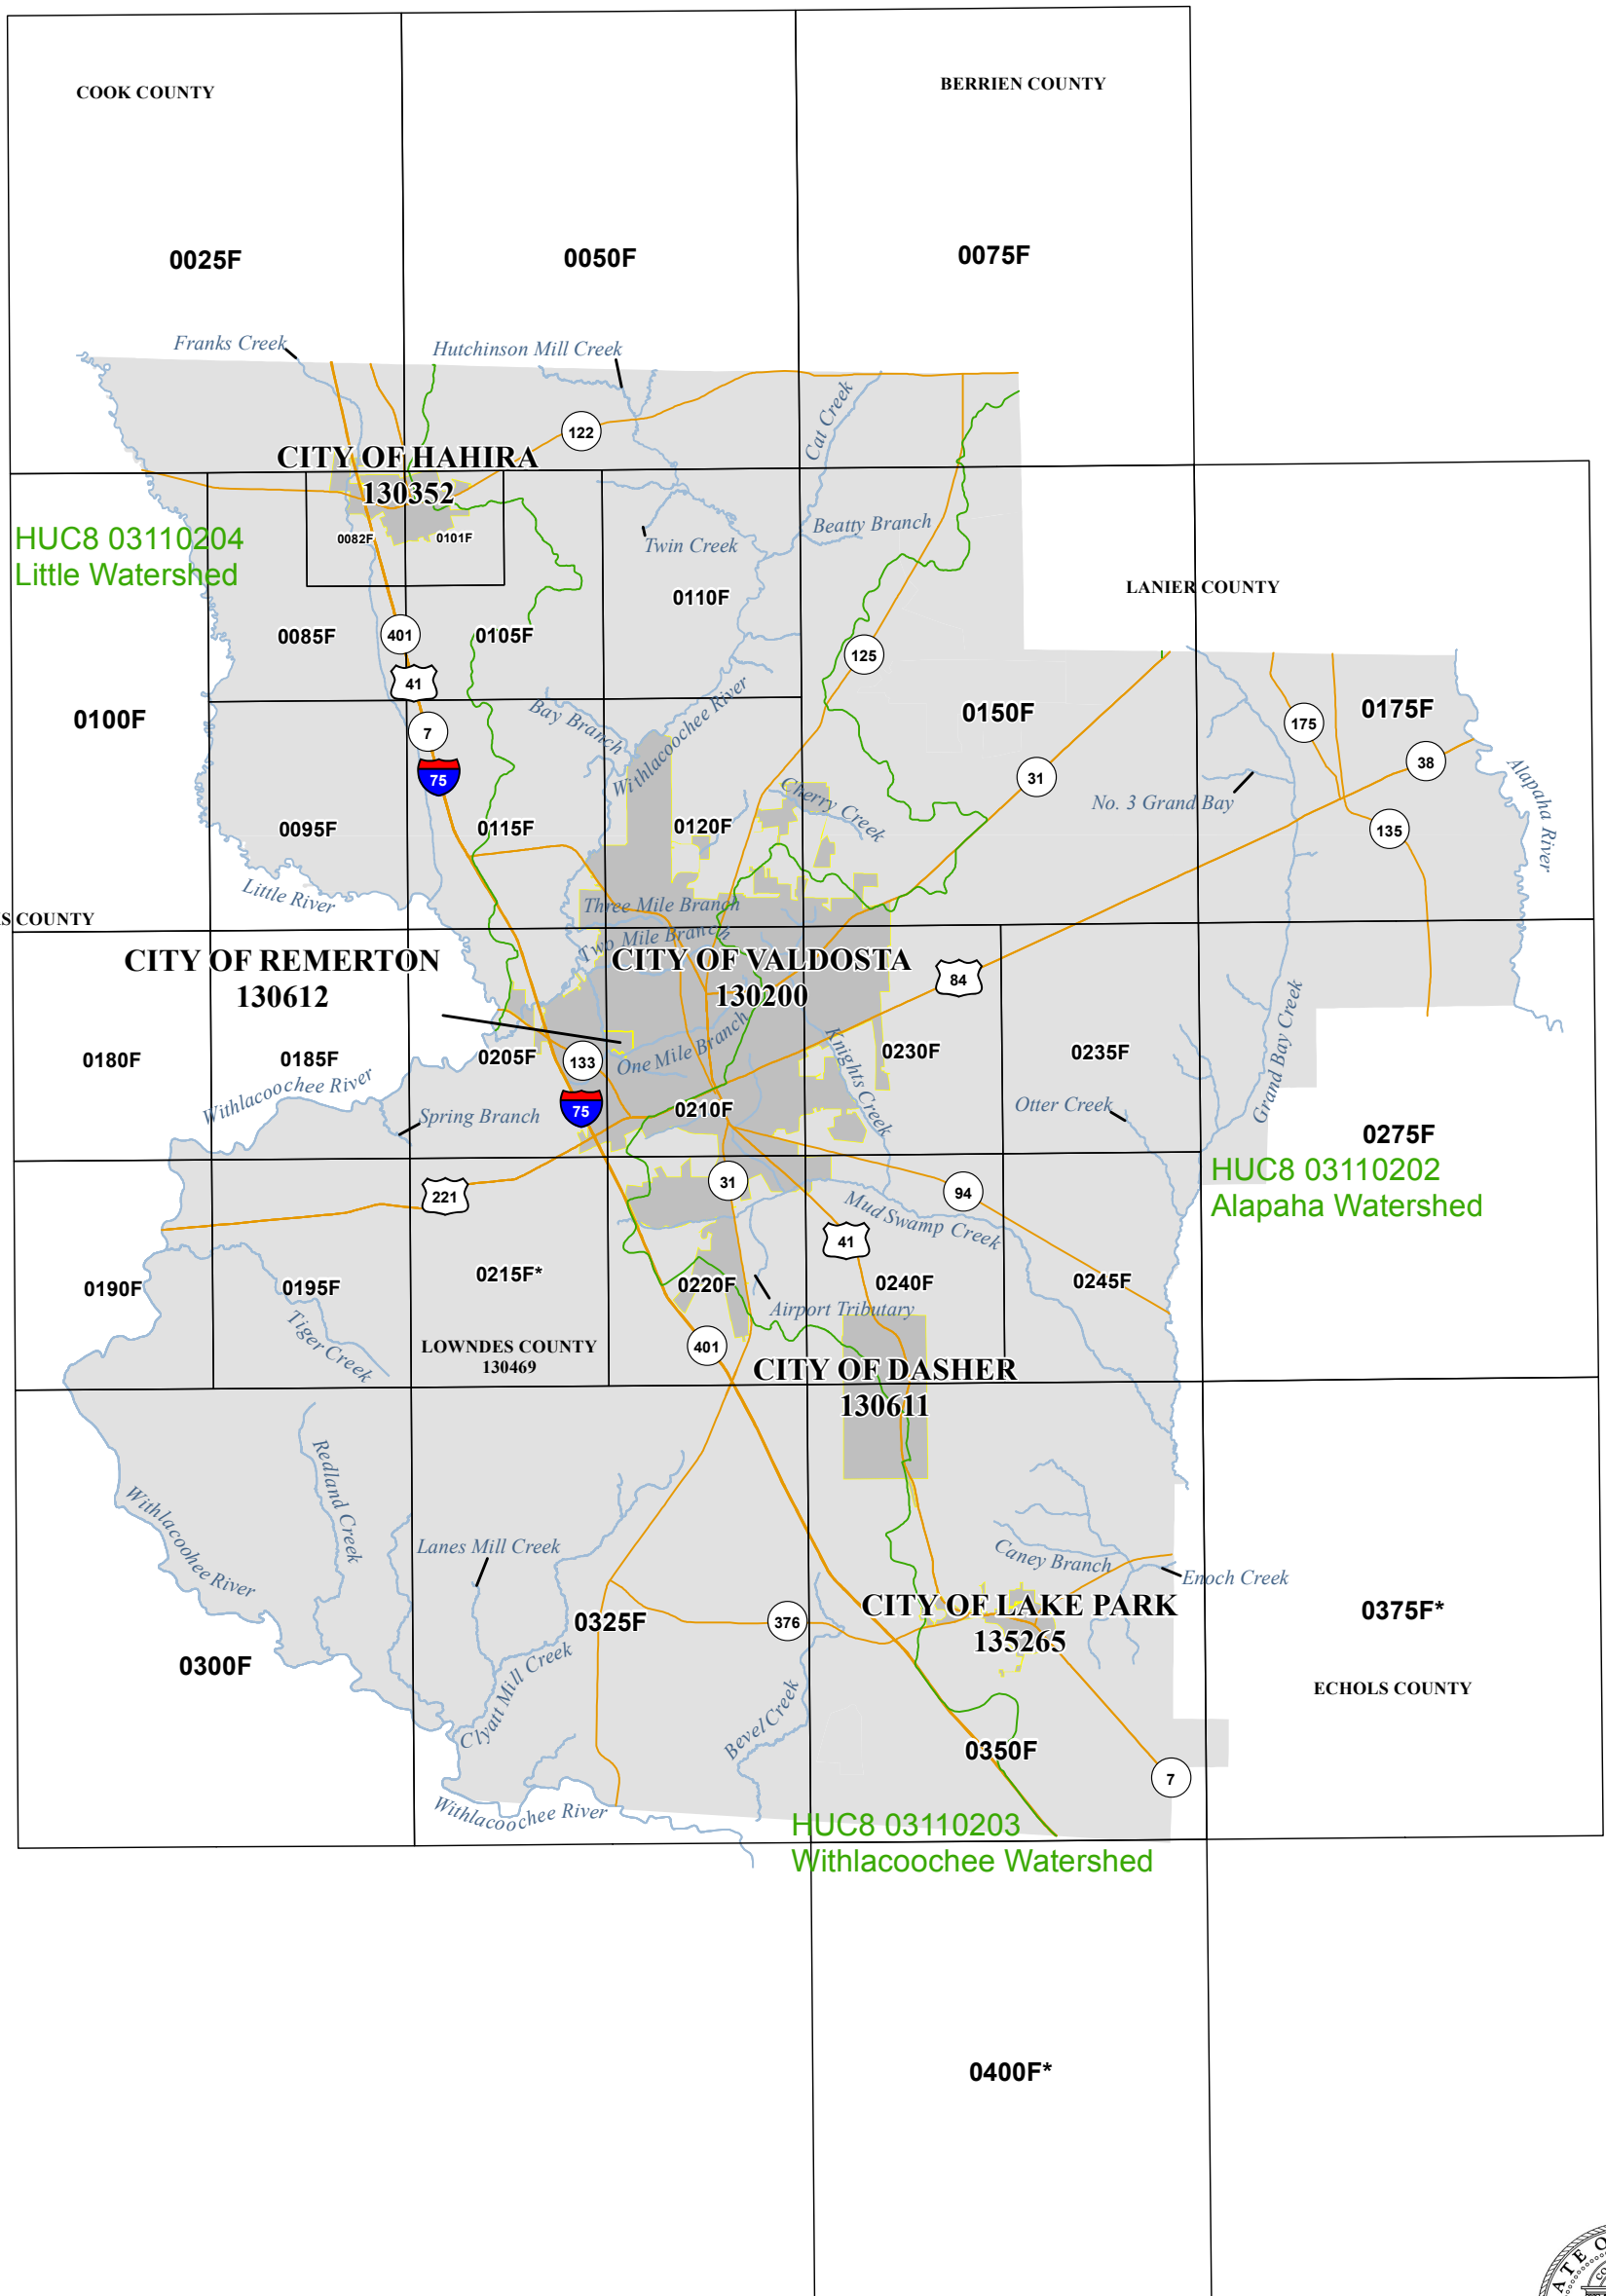 COOK COUNTY
BERRIEN COUNTY
0025F
0050F
0075F
Franks Creek
Hutchinson Mill Creek
Cat Creek
122
CITY OF HAHIRA
130352
HUC8 03110204
Little Watershed
0082F
0101F
Twin Creek
Beatty Branch
0110F
LANIER COUNTY
0085F
401
0105F
125
41
0100F
7
75
Bay Branch
Withlacoochee River
0150F
175
0175F
31
38
No. 3 Grand Bay
Alapaha River
0095F
0115F
0120F
Cherry Creek
135
Little River
Three Mile Branch
S COUNTY
Two Mile Branch
CITY OF REMERTON
130612
CITY OF VALDOSTA
130200
84
0180F
0185F
0205F
133
One Mile Branch
Knights Creek
0230F
0235F
Grand Bay Creek
Withlacoochee River
Spring Branch
75
0210F
Otter Creek
0275F
HUC8 03110202
Alapaha Watershed
221
31
94
Mud Swamp Creek
41
0190F
0195F
0215F*
0220F
0240F
0245F
Airport Tributary
Tiger Creek
LOWNDES COUNTY
130469
401
CITY OF DASHER
130611
Redland Creek
Withlacoohee River
Lanes Mill Creek
Caney Branch
Enoch Creek
CITY OF LAKE PARK
135265
0325F
376
0375F*
0300F
Clyatt Mill Creek
Bevel Creek
ECHOLS COUNTY
0350F
7
Withlacoochee River
HUC8 03110203
Withlacoochee Watershed
0400F*
ATE O